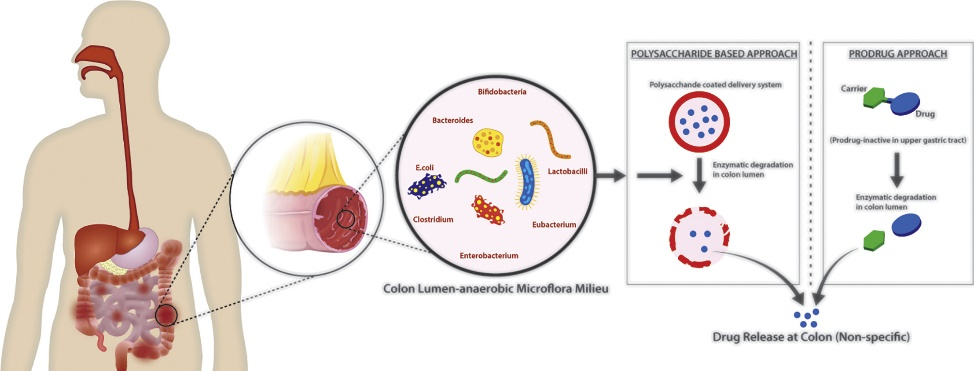 Bifidobacteria
Bacteroides
E.coli
Lactobacilli
Clostridium
Eubacterium
Enterobacterium
Colon Lumen-anaerobic Microflora Milieu
POLYSACCHARIDE BASED APPROACH
Polysacchande coated delivery system
Enzymatic degradation
in colon lumen
PRODRUG APPROACH
Carrier
Drug
(Prodrug-inactive in upper gastric tract)
Enzymatic degradation
in colon lumen
Drug Release at Colon (Non-specific)